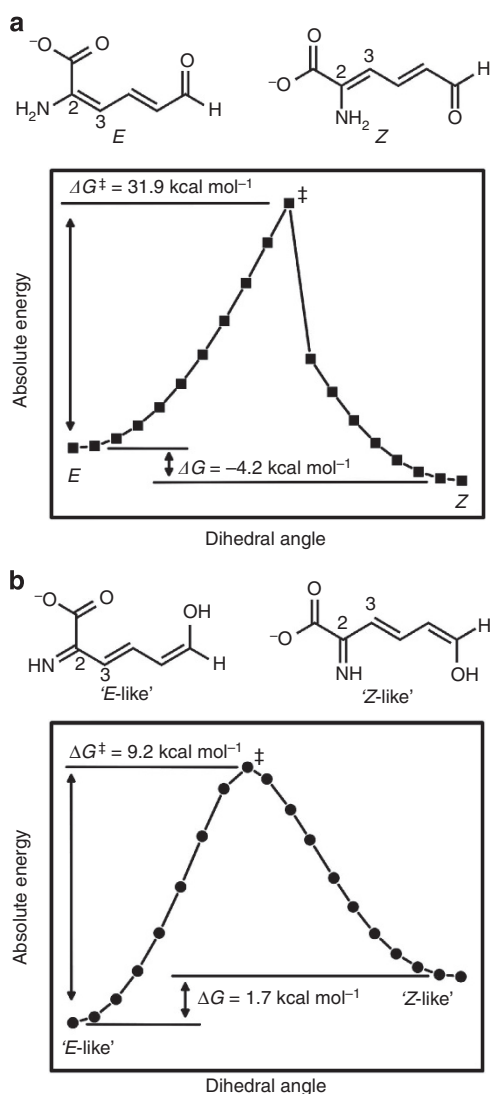 a
⁻O O
O
H₂N 2 3 H
E
O
3 H
⁻O 2
NH₂ O
Z
ΔG‡ = 31.9 kcal mol⁻¹
‡
Absolute energy
E
ΔG = −4.2 kcal mol⁻¹
Z
Dihedral angle
b
⁻O O
OH
HN 2 3 H
'E-like'
O
3 H
⁻O 2
NH OH
'Z-like'
ΔG‡ = 9.2 kcal mol⁻¹
‡
Absolute energy
ΔG = 1.7 kcal mol⁻¹
'E-like'
'Z-like'
Dihedral angle